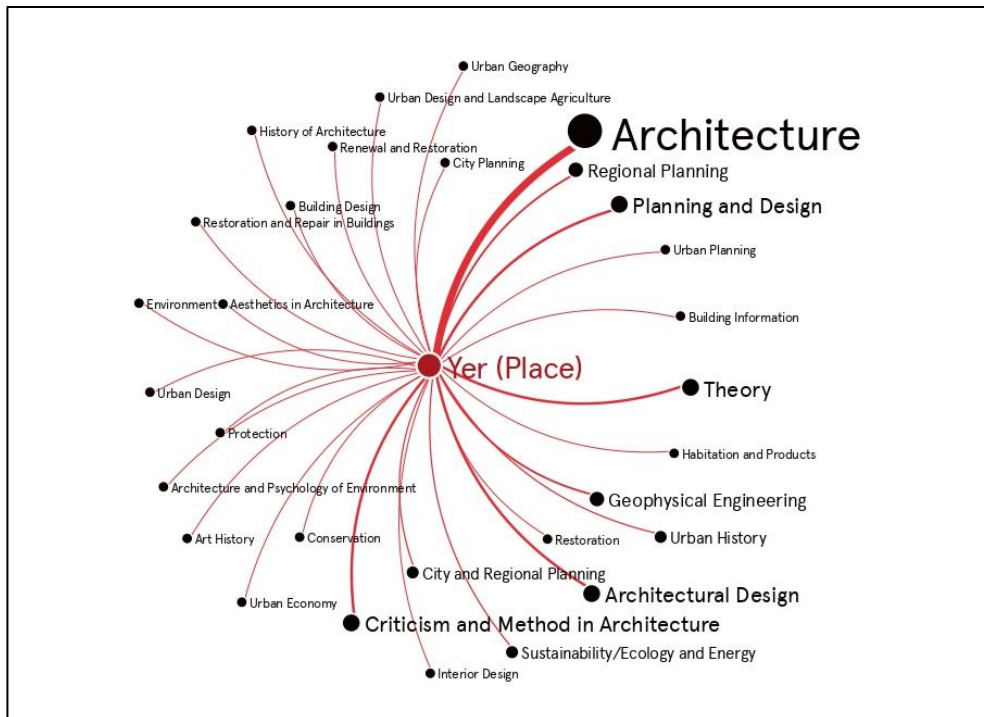 Urban Geography
Urban Design and Landscape Agriculture
History of Architecture
Renewal and Restoration
City Planning
Architecture
Regional Planning
Building Design
Planning and Design
Restoration and Repair in Buildings
Urban Planning
Environment
Aesthetics in Architecture
Building Information
Yer (Place)
Urban Design
Theory
Protection
Habitation and Products
Architecture and Psychology of Environment
Geophysical Engineering
Art History
Conservation
Restoration
Urban History
City and Regional Planning
Urban Economy
Architectural Design
Criticism and Method in Architecture
Sustainability/Ecology and Energy
Interior Design